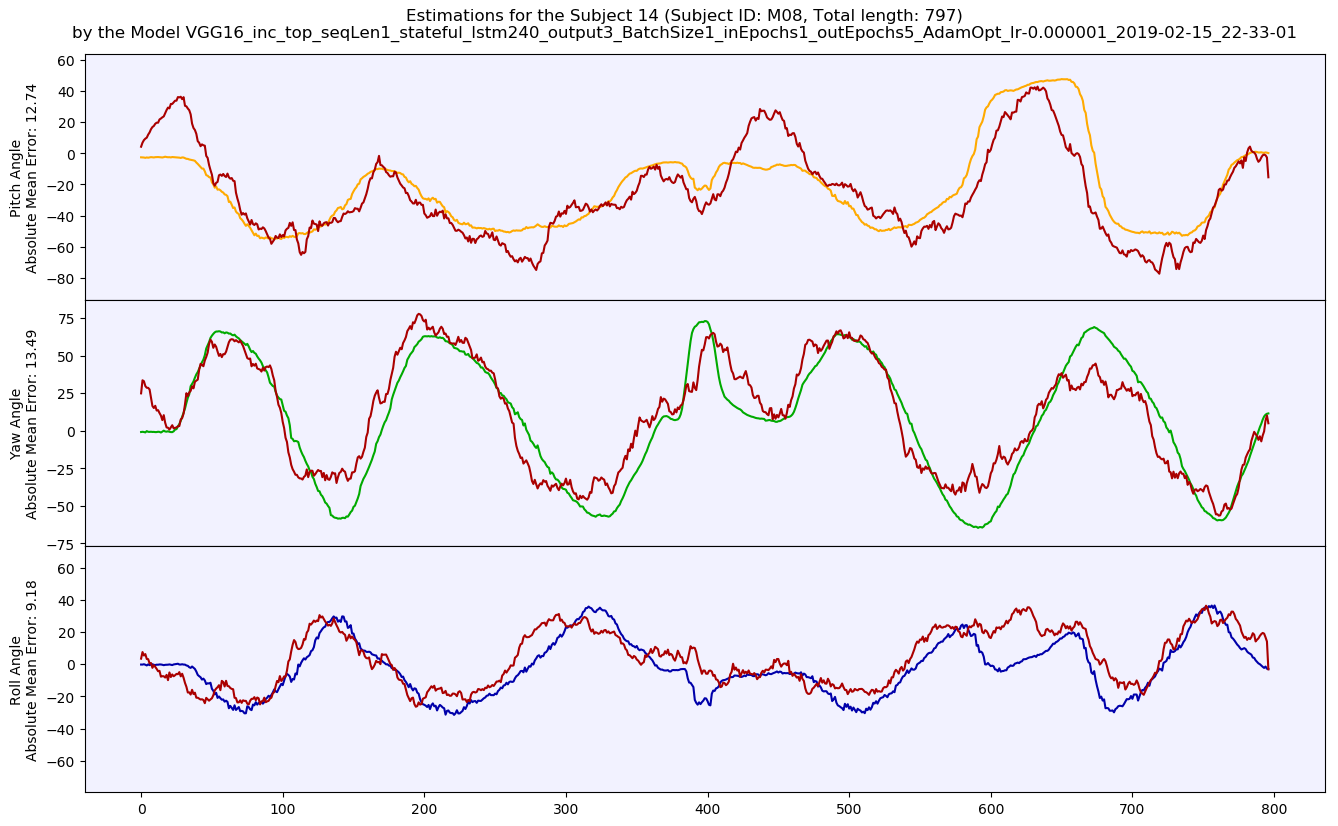 Estimations for the Subject 14 (Subject ID: M08, Total length: 797)
by the Model VGG16_inc_top_seqLen1_stateful_lstm240_output3_BatchSize1_inEpochs1_outEpochs5_AdamOpt_lr-0.000001_2019-02-15_22-33-01
Pitch Angle
Absolute Mean Error: 12.74
60
40
20
0
−20
−40
−60
−80
Yaw Angle
Absolute Mean Error: 13.49
75
50
25
0
−25
−50
−75
Roll Angle
Absolute Mean Error: 9.18
60
40
20
0
−20
−40
−60
0 100 200 300 400 500 600 700 800